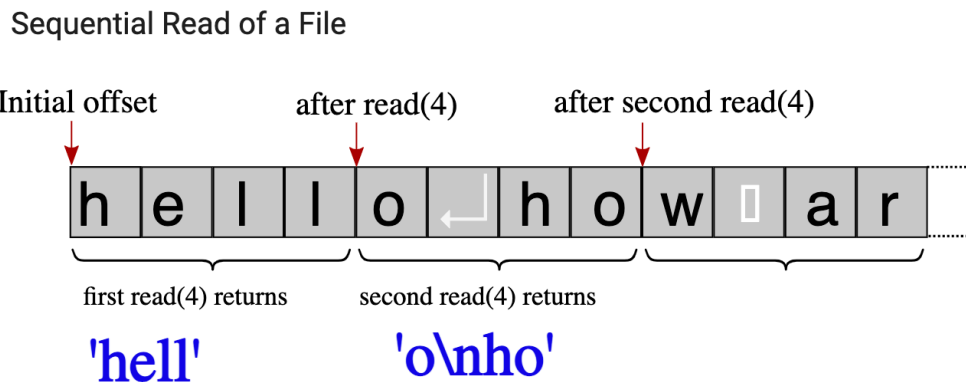 Sequential Read of a File
Initial offset
after read(4)
after second read(4)
h e l l o ↵ h o w ▯ a r
first read(4) returns
second read(4) returns
'hell'
'o\nho'